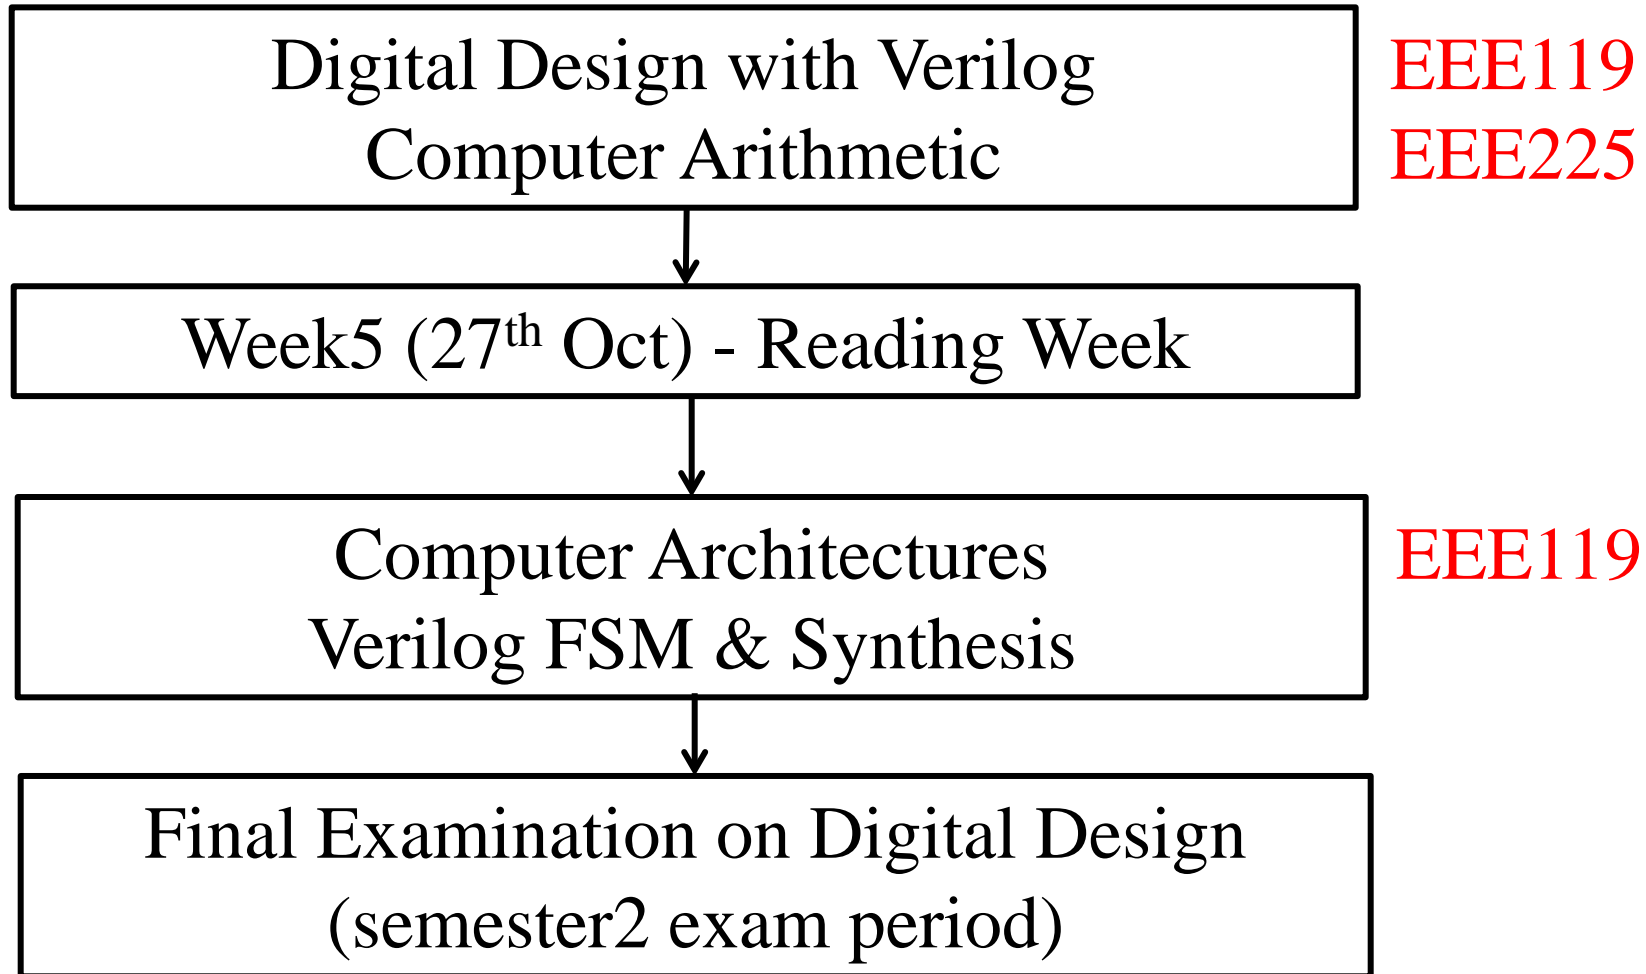 Digital Design with Verilog EEE119
Computer Arithmetic EEE225
Week5 (27th Oct) - Reading Week
Computer Architectures EEE119
Verilog FSM & Synthesis
Final Examination on Digital Design
(semester2 exam period)